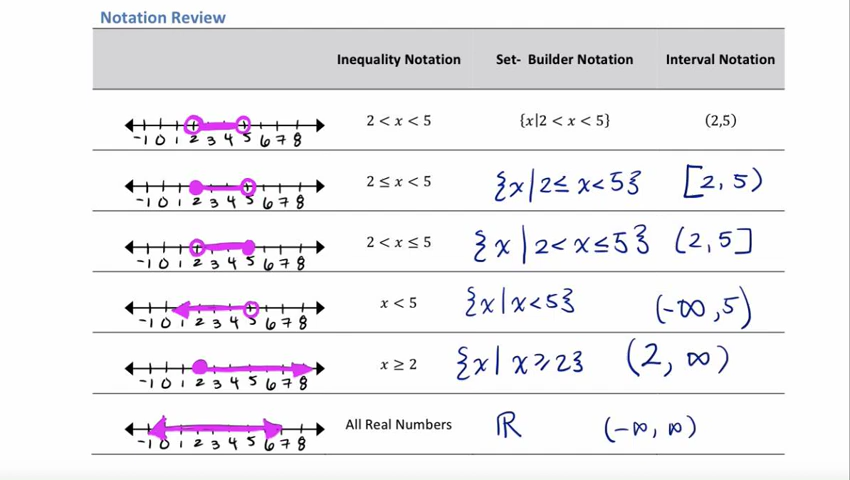 Notation Review
Inequality Notation Set- Builder Notation Interval Notation
-1 0 1 2 3 4 5 6 7 8 2 < x < 5 {x|2 < x < 5} (2,5)
-1 0 1 2 3 4 5 6 7 8 2 ≤ x < 5 {x|2 ≤ x < 5} [2, 5)
-1 0 1 2 3 4 5 6 7 8 2 < x ≤ 5 {x | 2 < x ≤ 5} (2, 5]
-1 0 1 2 3 4 5 6 7 8 x < 5 {x|x < 5} (-∞, 5)
-1 0 1 2 3 4 5 6 7 8 x ≥ 2 {x| x ≥ 2} (2, ∞)
-1 0 1 2 3 4 5 6 7 8 All Real Numbers ℝ (-∞, ∞)